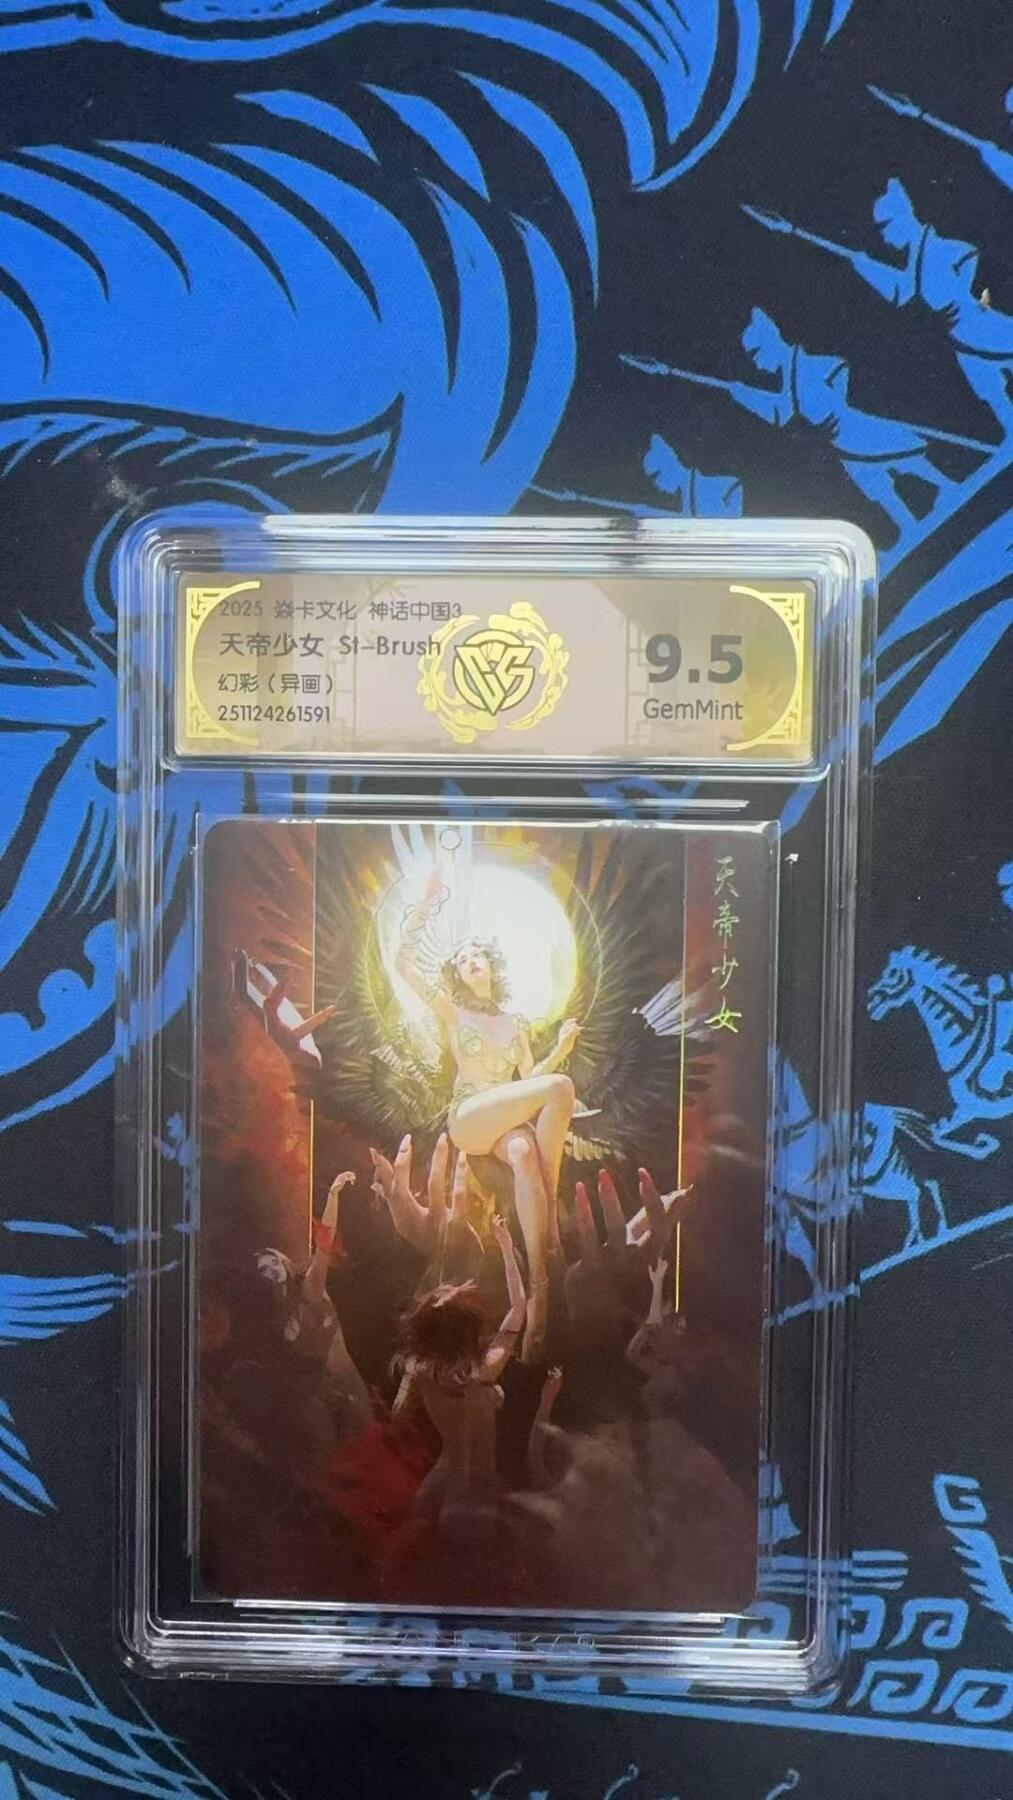 2025 焱卡文化 神话中国3
天帝少女 St-Brush
幻彩（异画）
251124261591
9.5
GemMint
天帝少女